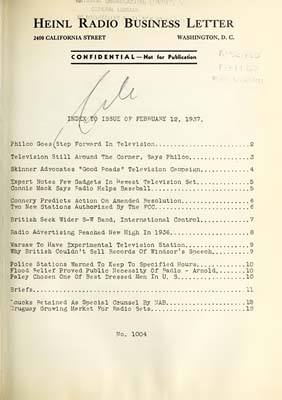 NATIONAL BROADCASTING COMPANY, INC.
GENERAL LIBRARY
HEINL RADIO BUSINESS LETTER
2400 CALIFORNIA STREET WASHINGTON, D. C.
CONFIDENTIAL—Not for Publication
INDEX TO ISSUE OF FEBRUARY 12, 1937.
Philco Goes Step Forward In Television.......................2
Television Still Around The Corner, Says Philco..............3
Skinner Advocates "Good Roads" Television Campaign...........4
Expert Notes Few Gadgets In Newest Television Set............5
Connie Mack Says Radio Helps Baseball........................5
Connery Predicts Action On Amended Resolution................6
Two New Stations Authorized By The FCC.......................6
British Seek Wider S-W Band, International Control...........7
Radio Advertising Reached New High In 1936...................8
Warsaw To Have Experimental Television Station...............9
Why British Couldn't Sell Records Of Windsor's Speech........9
Police Stations Warned To Keep To Specified Hours............10
Flood Relief Proved Public Necessity Of Radio - Arnold.......10
Paley Chosen One Of Best Dressed Men In U. S.................10
Briefs.......................................................11
Loucks Retained As Special Counsel By NAB....................12
Uruguay Growing Market For Radio Sets........................12
No. 1004